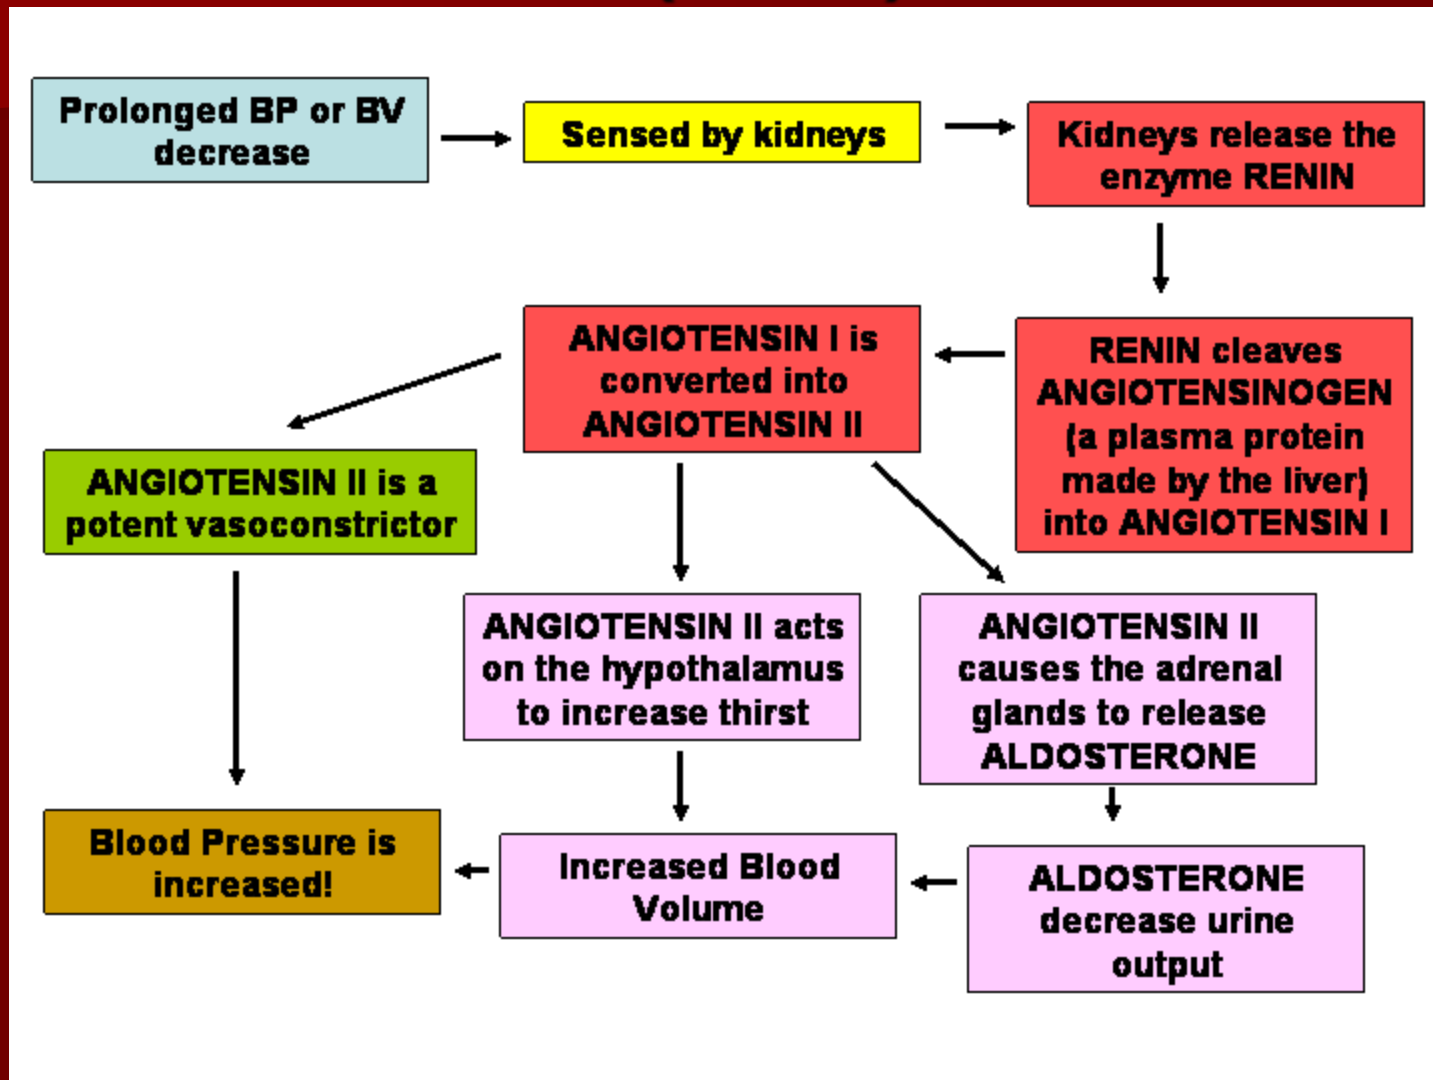 Prolonged BP or BV
decrease
Sensed by kidneys
Kidneys release the
enzyme RENIN
RENIN cleaves
ANGIOTENSINOGEN
(a plasma protein
made by the liver)
into ANGIOTENSIN I
ANGIOTENSIN I is
converted into
ANGIOTENSIN II
ANGIOTENSIN II is a
potent vasoconstrictor
ANGIOTENSIN II acts
on the hypothalamus
to increase thirst
ANGIOTENSIN II
causes the adrenal
glands to release
ALDOSTERONE
ALDOSTERONE
decrease urine
output
Increased Blood
Volume
Blood Pressure is
increased!